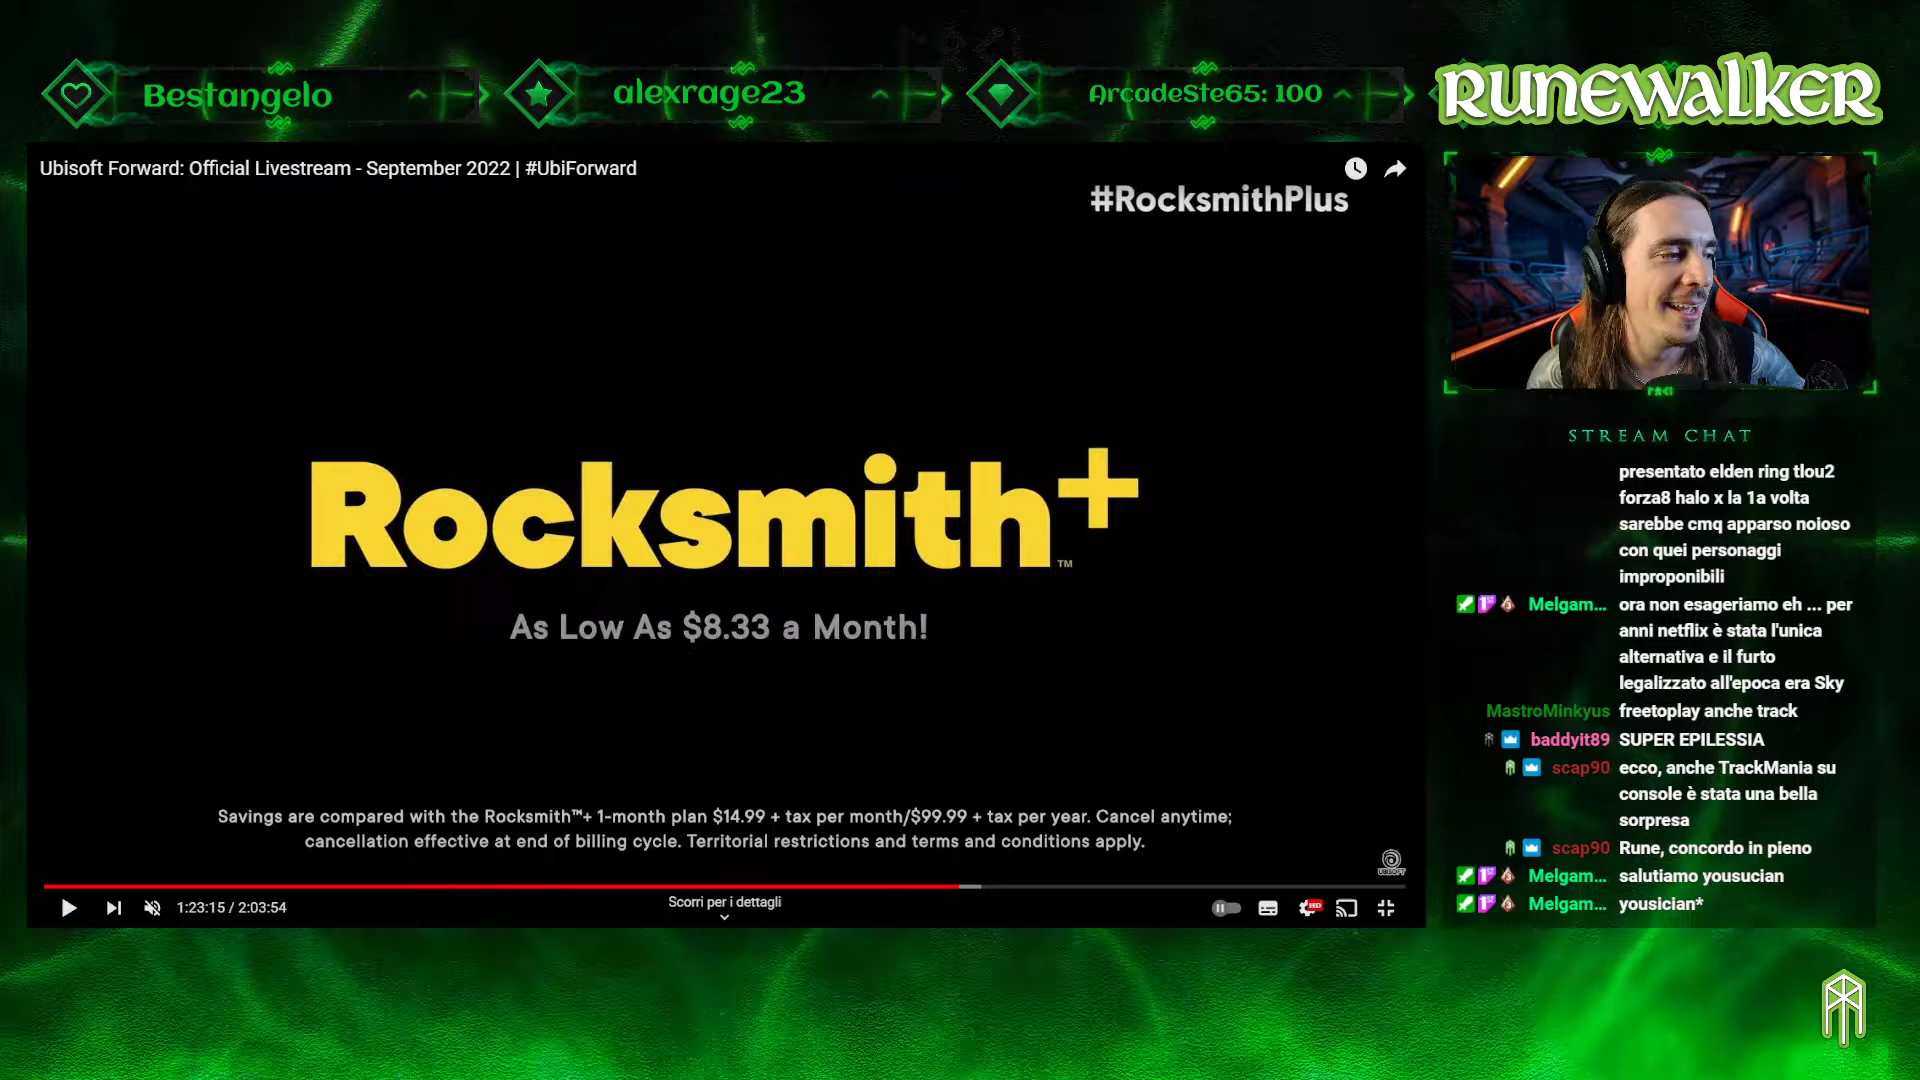 Bestangelo
alexrage23
ArcadeSte65: 100
RUNEWALKER
Ubisoft Forward: Official Livestream - September 2022 | #UbiForward
#RocksmithPlus
Rocksmith+
TM
As Low As $8.33 a Month!
Savings are compared with the Rocksmith™+ 1-month plan $14.99 + tax per month/$99.99 + tax per year. Cancel anytime;
cancellation effective at end of billing cycle. Territorial restrictions and terms and conditions apply.
UBISOFT
1:23:15 / 2:03:54
Scorri per i dettagli
HD
STREAM CHAT
presentato elden ring tlou2
forza8 halo x la 1a volta
sarebbe cmq apparso noioso
con quei personaggi
improponibili
Melgam... ora non esageriamo eh ... per
anni netflix è stata l'unica
alternativa e il furto
legalizzato all'epoca era Sky
MastroMinkyus freetoplay anche track
baddyit89 SUPER EPILESSIA
scap90 ecco, anche TrackMania su
console è stata una bella
sorpresa
scap90 Rune, concordo in pieno
Melgam... salutiamo yousucian
Melgam... yousician*